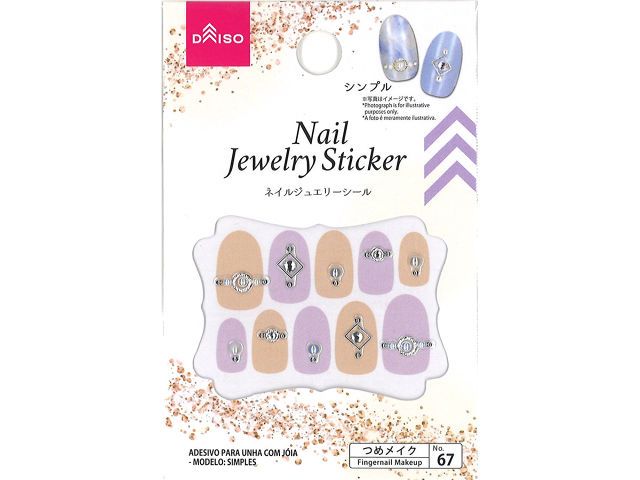 DAISO
シンプル
※写真はイメージです。
*Photograph is for illustrative
purposes only.
*A foto é meramente ilustrativa.
Nail
Jewelry Sticker
ネイルジュエリーシール
ADESIVO PARA UNHA COM JÓIA
- MODELO: SIMPLES
つめメイク
Fingernail Makeup
No.
67